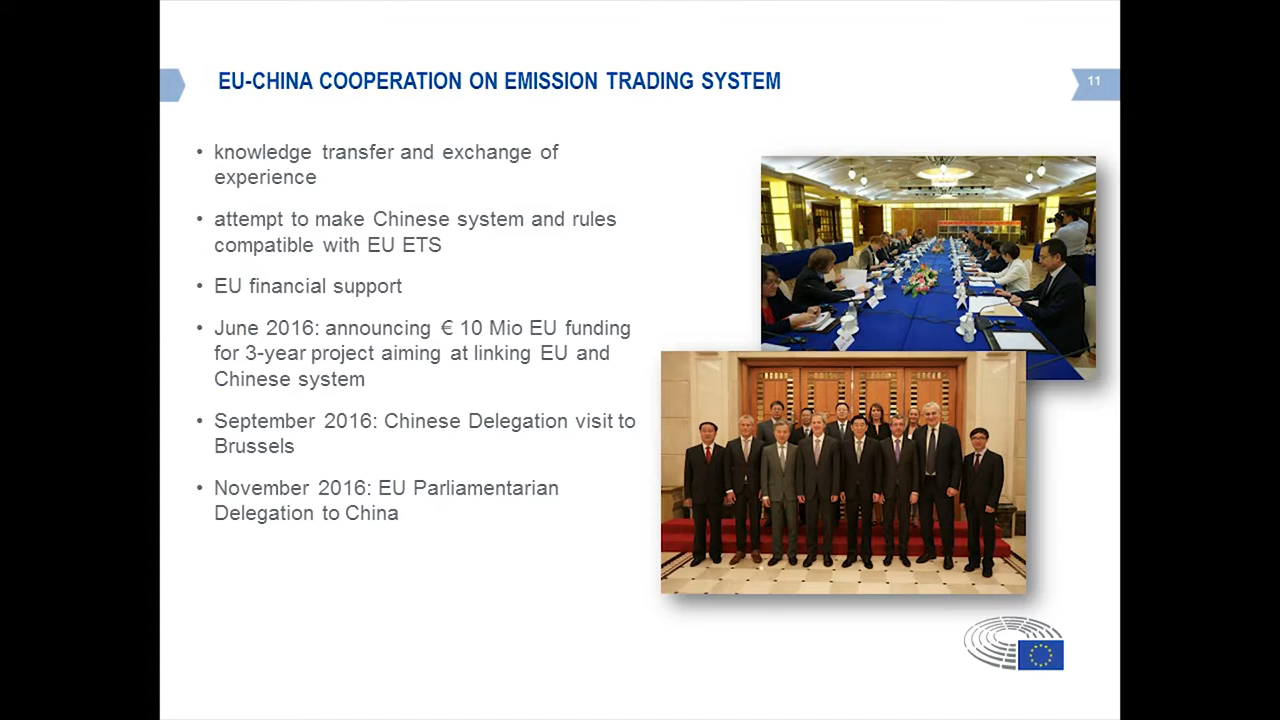 EU-CHINA COOPERATION ON EMISSION TRADING SYSTEM
11
• knowledge transfer and exchange of
experience
• attempt to make Chinese system and rules
compatible with EU ETS
• EU financial support
• June 2016: announcing € 10 Mio EU funding
for 3-year project aiming at linking EU and
Chinese system
• September 2016: Chinese Delegation visit to
Brussels
• November 2016: EU Parliamentarian
Delegation to China